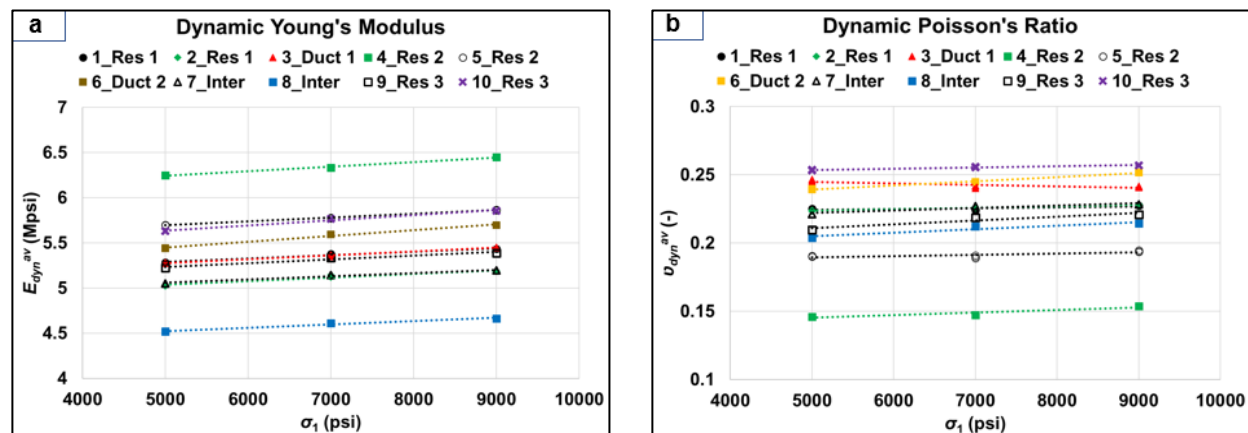 a
Dynamic Young's Modulus
1_Res 1 2_Res 1 3_Duct 1 4_Res 2 5_Res 2
6_Duct 2 7_Inter 8_Inter 9_Res 3 10_Res 3
7
6.5
6
5.5
5
4.5
4
E_dyn^av (Mpsi)
4000 5000 6000 7000 8000 9000 10000
σ1 (psi)
b
Dynamic Poisson's Ratio
1_Res 1 2_Res 1 3_Duct 1 4_Res 2 5_Res 2
6_Duct 2 7_Inter 8_Inter 9_Res 3 10_Res 3
0.3
0.25
0.2
0.15
0.1
υ_dyn^av (-)
4000 5000 6000 7000 8000 9000 10000
σ1 (psi)